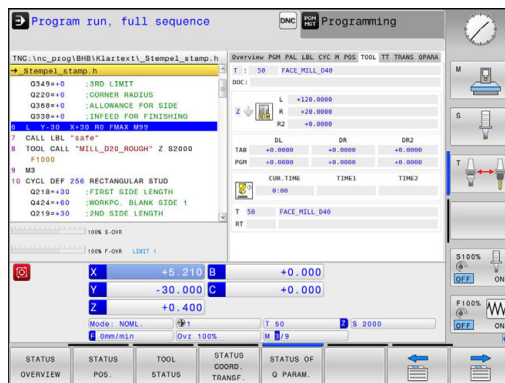 Program run, full sequence
DNC
PGM MGT
Programming
TNC:\nc_prog\BHB\Klartext\_Stempel_stamp.h
→_Stempel_stamp.h
Q349=+0 ;3RD LIMIT
Q220=+0 ;CORNER RADIUS
Q368=+0 ;ALLOWANCE FOR SIDE
Q338=+0 ;INFEED FOR FINISHING
6 L Y-30 X+30 R0 FMAX M99
7 CALL LBL "safe"
8 TOOL CALL "MILL_D20_ROUGH" Z S2000
F1000
9 M3
10 CYCL DEF 256 RECTANGULAR STUD
Q218=+30 ;FIRST SIDE LENGTH
Q424=+60 ;WORKPC. BLANK SIDE 1
Q219=+30 ;2ND SIDE LENGTH
100% S-OVR
100% F-OVR LIMIT 1
Overview PGM PAL LBL CYC M POS TOOL TT TRANS QPARA
T : 50 FACE_MILL_D40
DOC:
Z
L +120.0000
R +20.0000
R2 +0.0000
DL DR DR2
TAB +0.0000 +0.0000 +0.0000
PGM +0.0000 +0.0000 +0.0000
CUR.TIME TIME1 TIME2
0:00
T 50 FACE_MILL_D40
RT
X +5.210 B +0.000
Y -30.000 C +0.000
Z +0.400
Mode: NOML. 1 T 50 Z S 2000
F 0mm/min Ovr 100% M 3/9
STATUS OVERVIEW
STATUS POS.
TOOL STATUS
STATUS COORD. TRANSF.
STATUS OF Q PARAM.
M
S
T
S100%
OFF ON
F100%
OFF ON